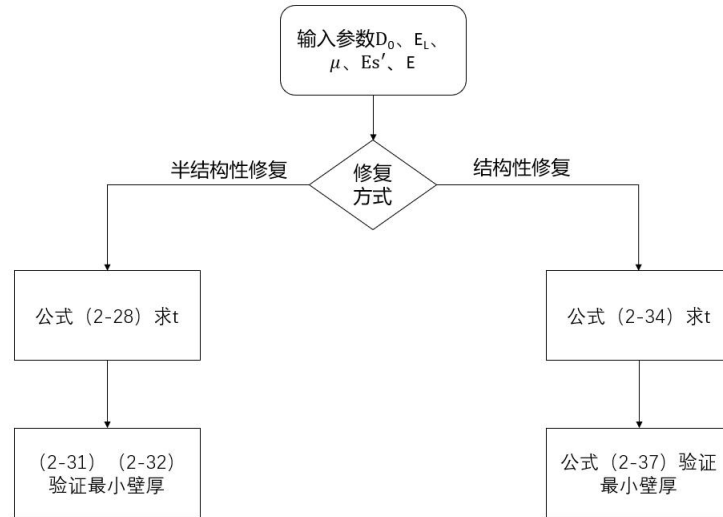 输入参数D₀、E_L、
μ、Es′、E
半结构性修复
修复
方式
结构性修复
公式（2-28）求t
公式（2-34）求t
（2-31）（2-32）
验证最小壁厚
公式（2-37）验证
最小壁厚